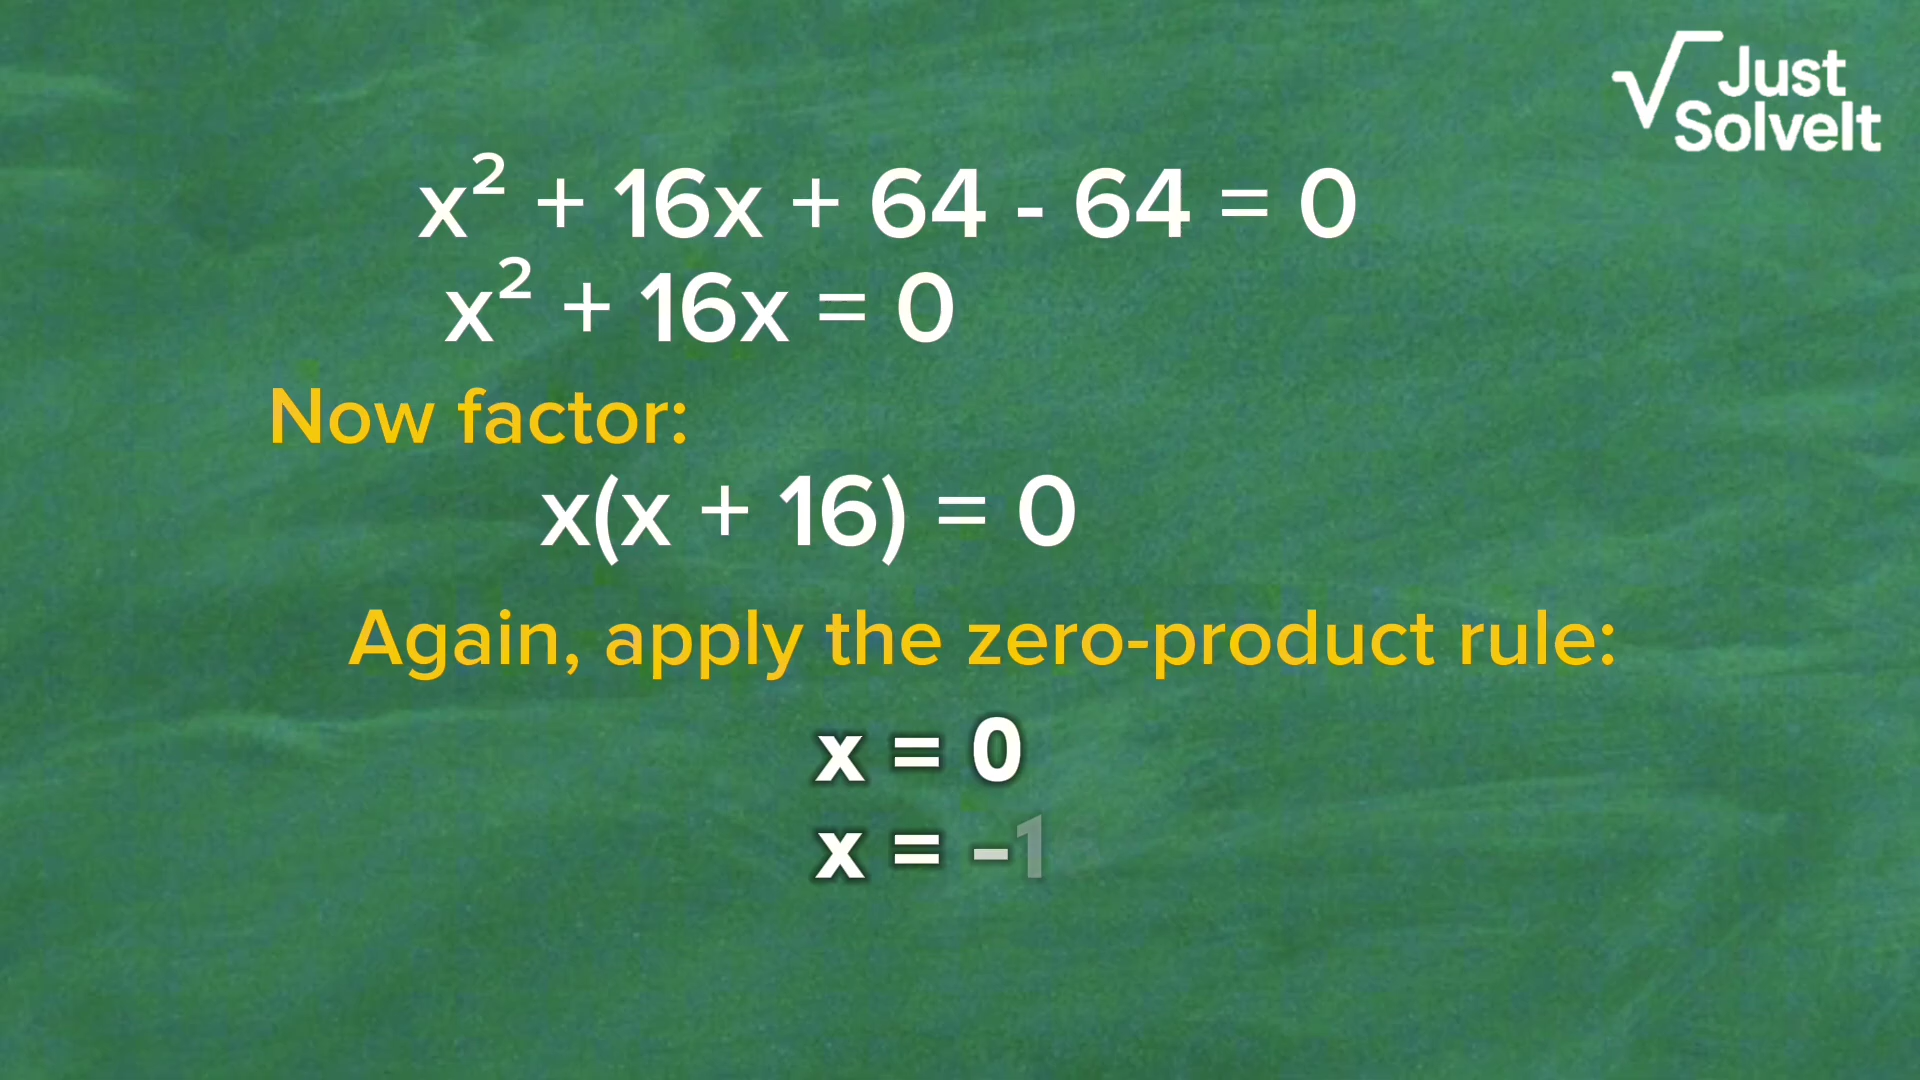 √Just
SolveIt
x² + 16x + 64 - 64 = 0
x² + 16x = 0
Now factor:
x(x + 16) = 0
Again, apply the zero-product rule:
x = 0
x = -1